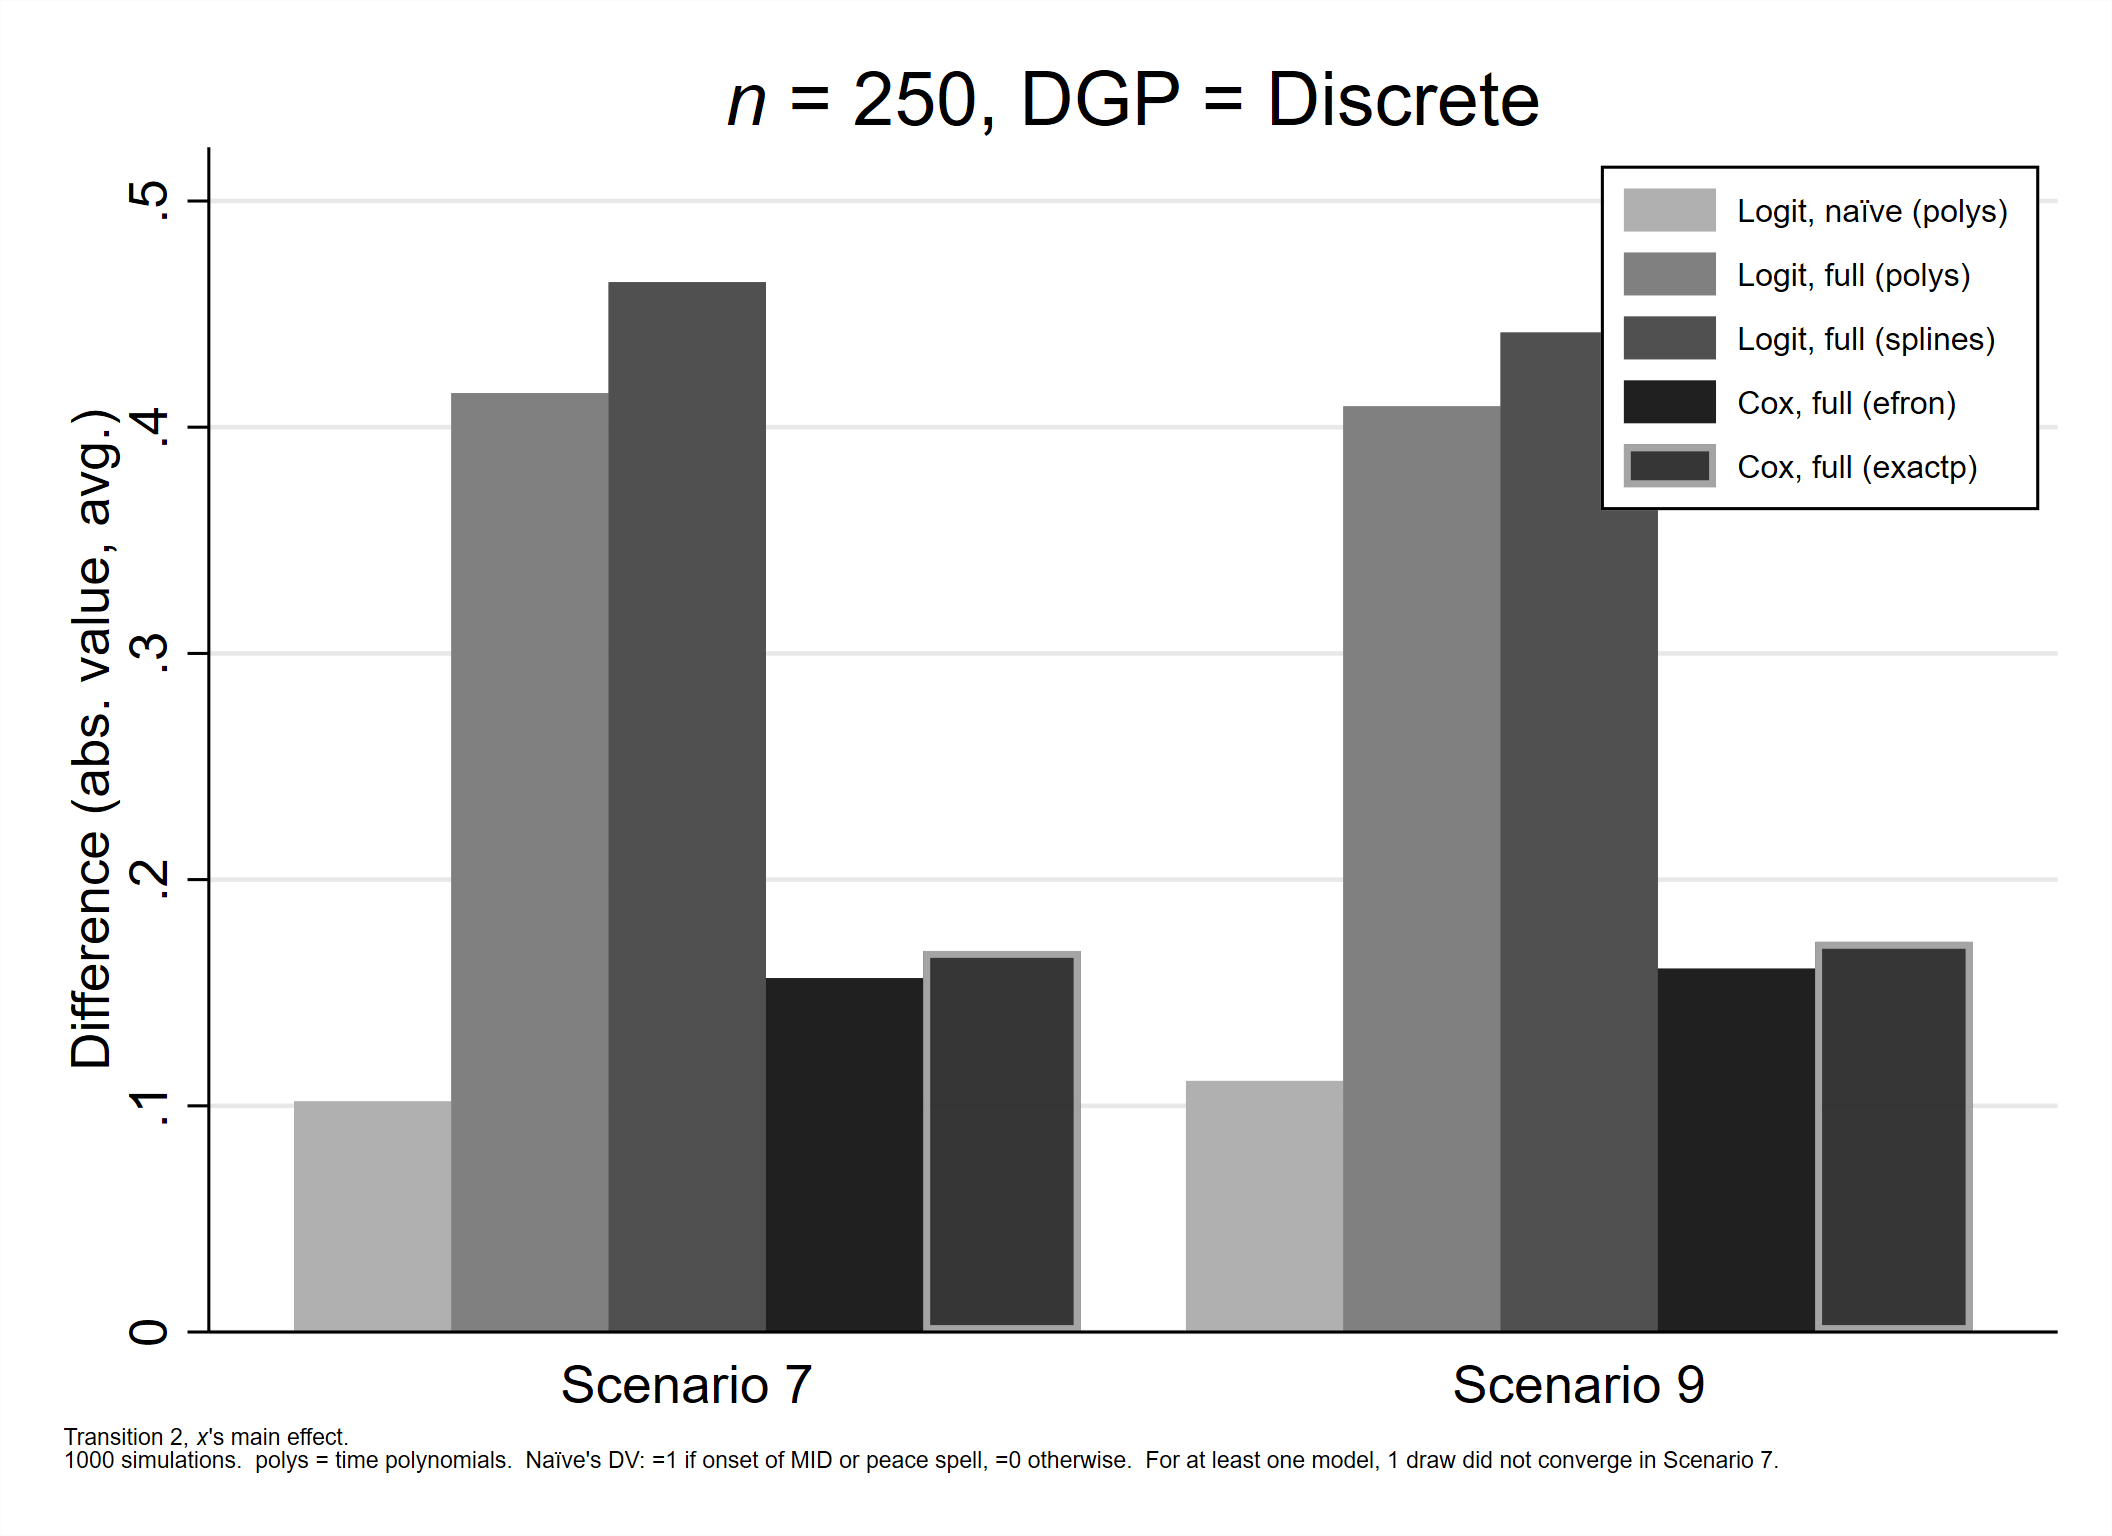 n = 250, DGP = Discrete
Difference (abs. value, avg.)
.5
.4
.3
.2
.1
0
Logit, naïve (polys)
Logit, full (polys)
Logit, full (splines)
Cox, full (efron)
Cox, full (exactp)
Scenario 7
Scenario 9
Transition 2, x's main effect.
1000 simulations.  polys = time polynomials.  Naïve's DV: =1 if onset of MID or peace spell, =0 otherwise.  For at least one model, 1 draw did not converge in Scenario 7.